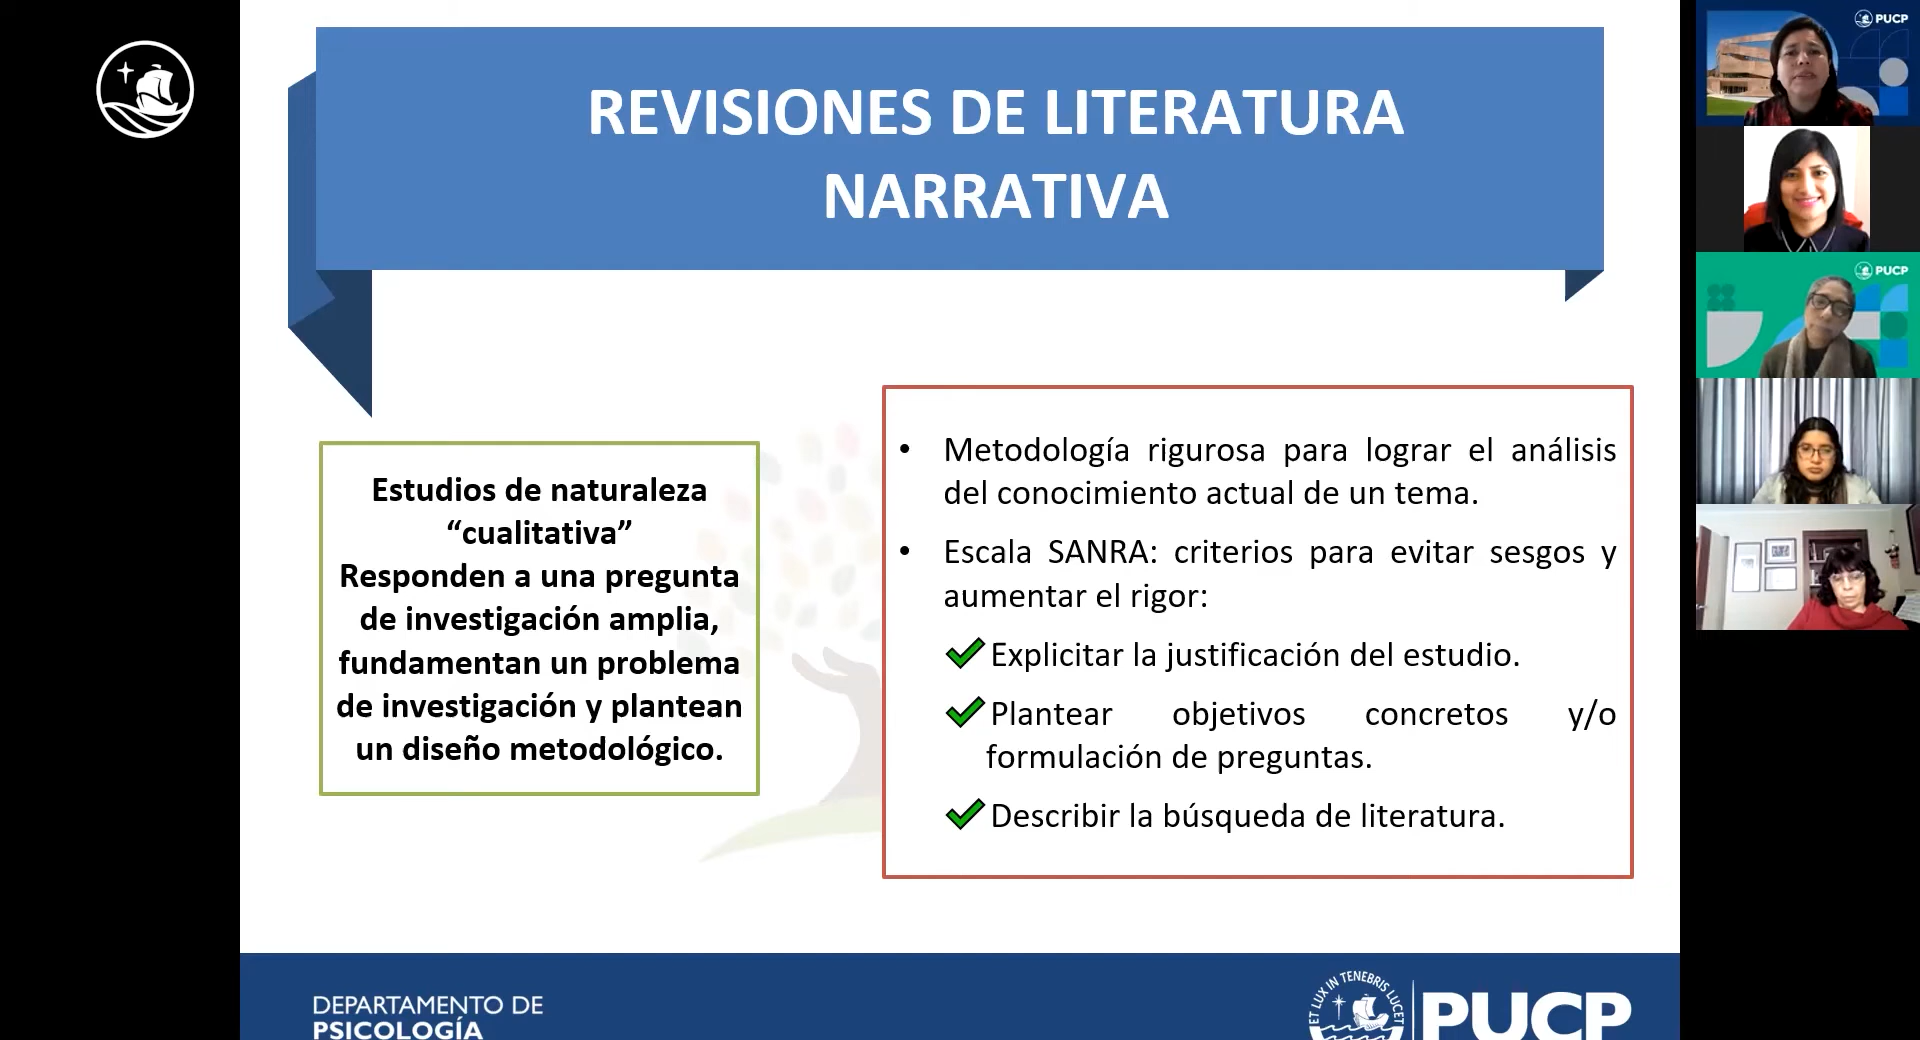 REVISIONES DE LITERATURA
NARRATIVA
Estudios de naturaleza
“cualitativa”
Responden a una pregunta
de investigación amplia,
fundamentan un problema
de investigación y plantean
un diseño metodológico.
• Metodología rigurosa para lograr el análisis
del conocimiento actual de un tema.
• Escala SANRA: criterios para evitar sesgos y
aumentar el rigor:
Explicitar la justificación del estudio.
Plantear objetivos concretos y/o
formulación de preguntas.
Describir la búsqueda de literatura.
DEPARTAMENTO DE
PSICOLOGÍA
ET LUX IN TENEBRIS LUCET
PUCP
PUCP
PUCP